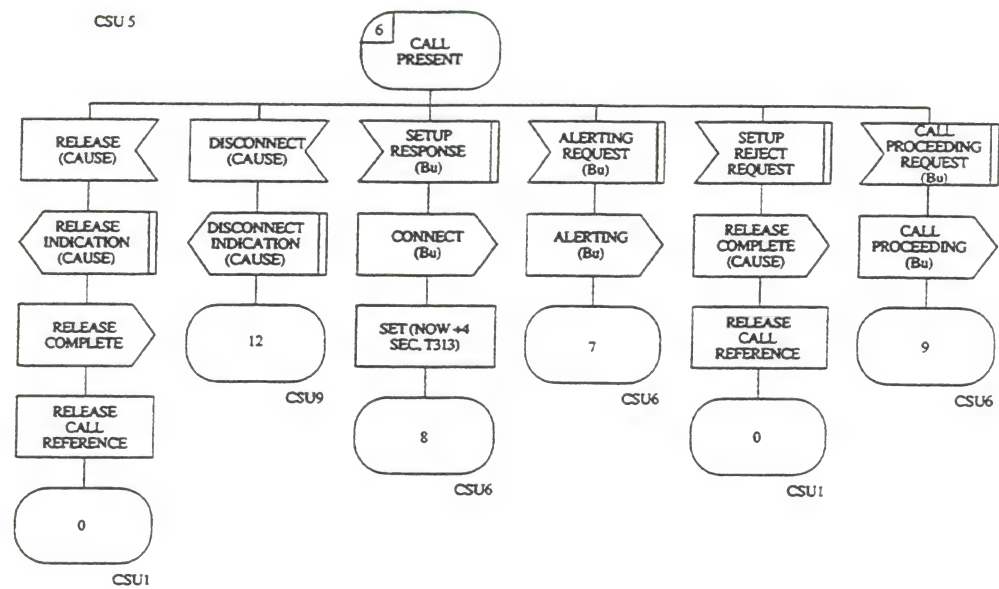 CSU 5
6
CALL
PRESENT
RELEASE
(CAUSE)
DISCONNECT
(CAUSE)
SETUP
RESPONSE
(Bu)
ALERTING
REQUEST
(Bu)
SETUP
REJECT
REQUEST
CALL
PROCEEDING
REQUEST
(Bu)
RELEASE
INDICATION
(CAUSE)
DISCONNECT
INDICATION
(CAUSE)
CONNECT
(Bu)
ALERTING
(Bu)
RELEASE
COMPLETE
(CAUSE)
CALL
PROCEEDING
(Bu)
RELEASE
COMPLETE
12
CSU9
SET (NOW +4
SEC, T313)
7
CSU6
RELEASE
CALL
REFERENCE
9
CSU6
RELEASE
CALL
REFERENCE
8
CSU6
0
CSU1
0
CSU1